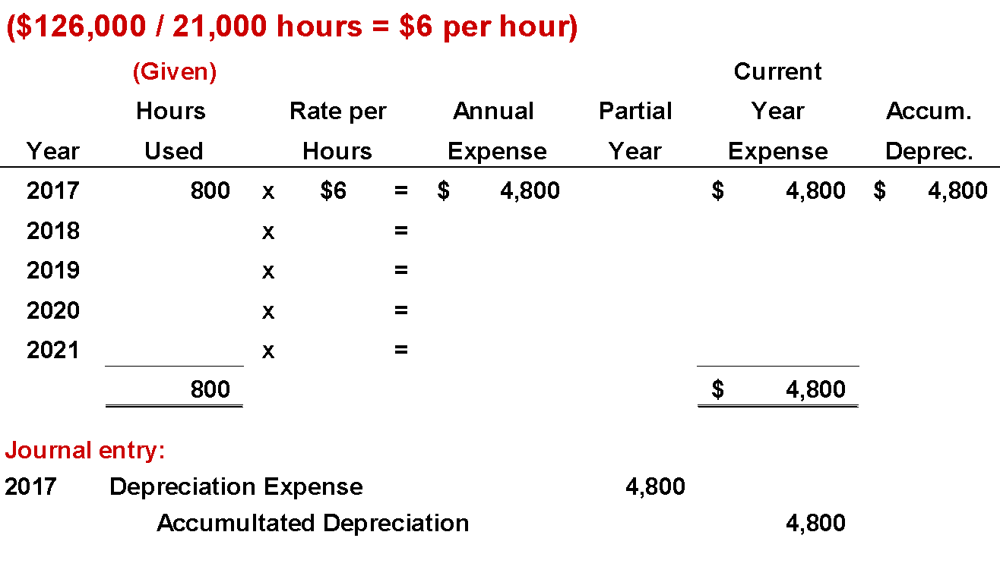 ($126,000 / 21,000 hours = $6 per hour)
(Given) Current
Hours Rate per Annual Partial Year Accum.
Year Used Hours Expense Year Expense Deprec.
2017 800 x $6 = $ 4,800 $ 4,800 $ 4,800
2018 x =
2019 x =
2020 x =
2021 x =
800 $ 4,800
Journal entry:
2017 Depreciation Expense 4,800
Accumultated Depreciation 4,800